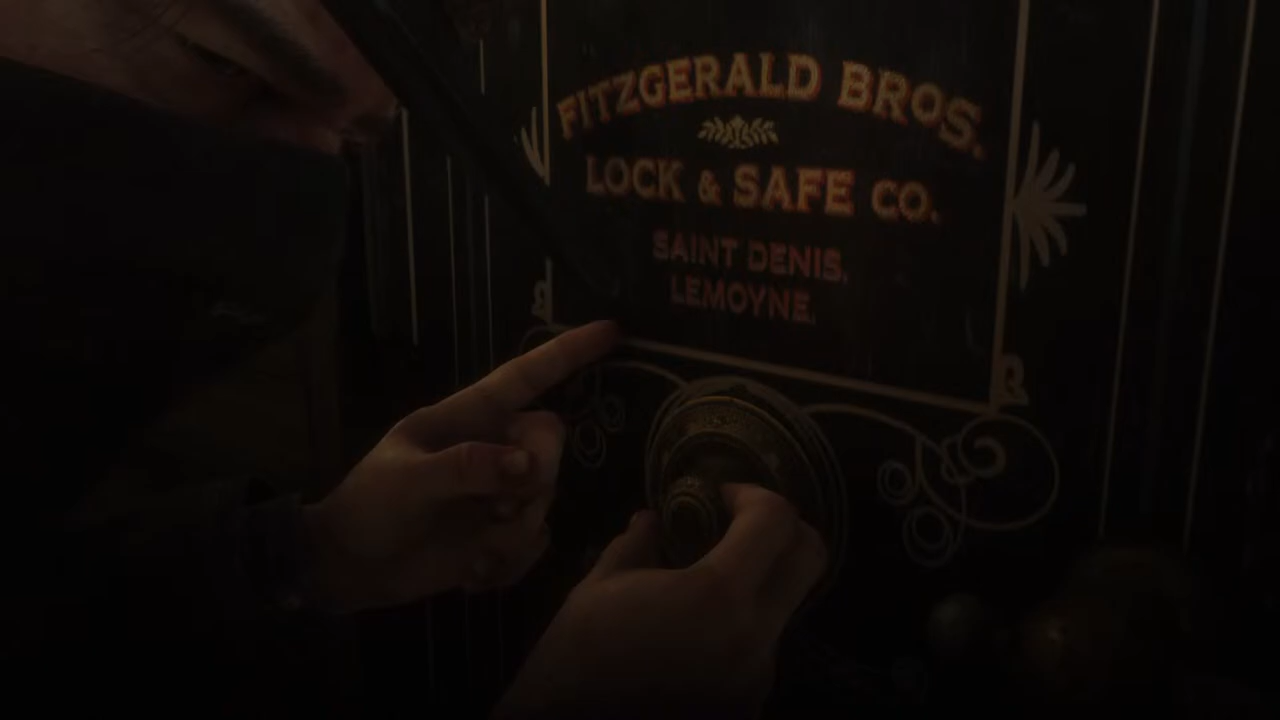 FITZGERALD BROS.
LOCK & SAFE CO.
SAINT DENIS,
LEMOYNE.